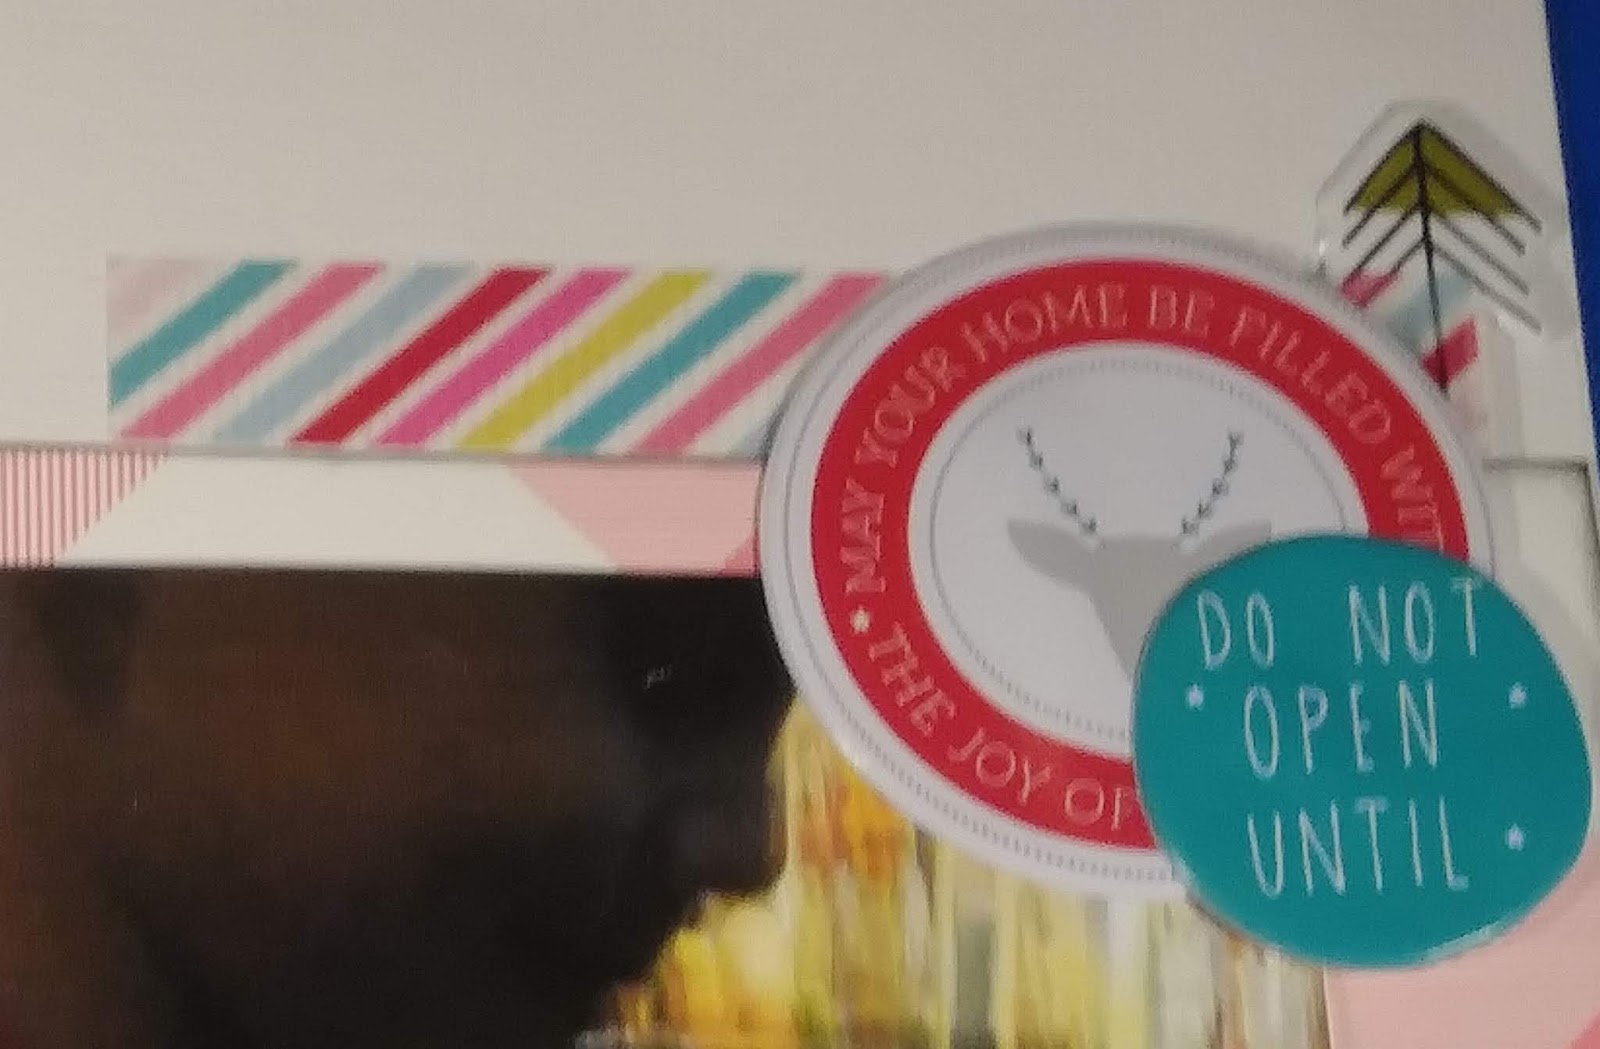 MAY YOUR HOME BE FILLED WIT
• THE JOY OF
DO NOT
OPEN
UNTIL